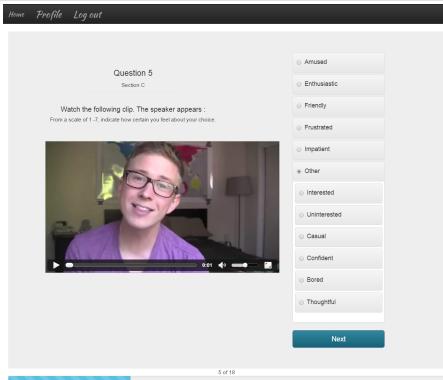 Home Profile Log out
Question 5
Section C
Watch the following clip. The speaker appears :
From a scale of 1 -7, indicate how certain you feel about your choice.
0:01
Amused
Enthusiastic
Friendly
Frustrated
Impatient
Other
Interested
Uninterested
Casual
Confident
Bored
Thoughtful
Next
5 of 18